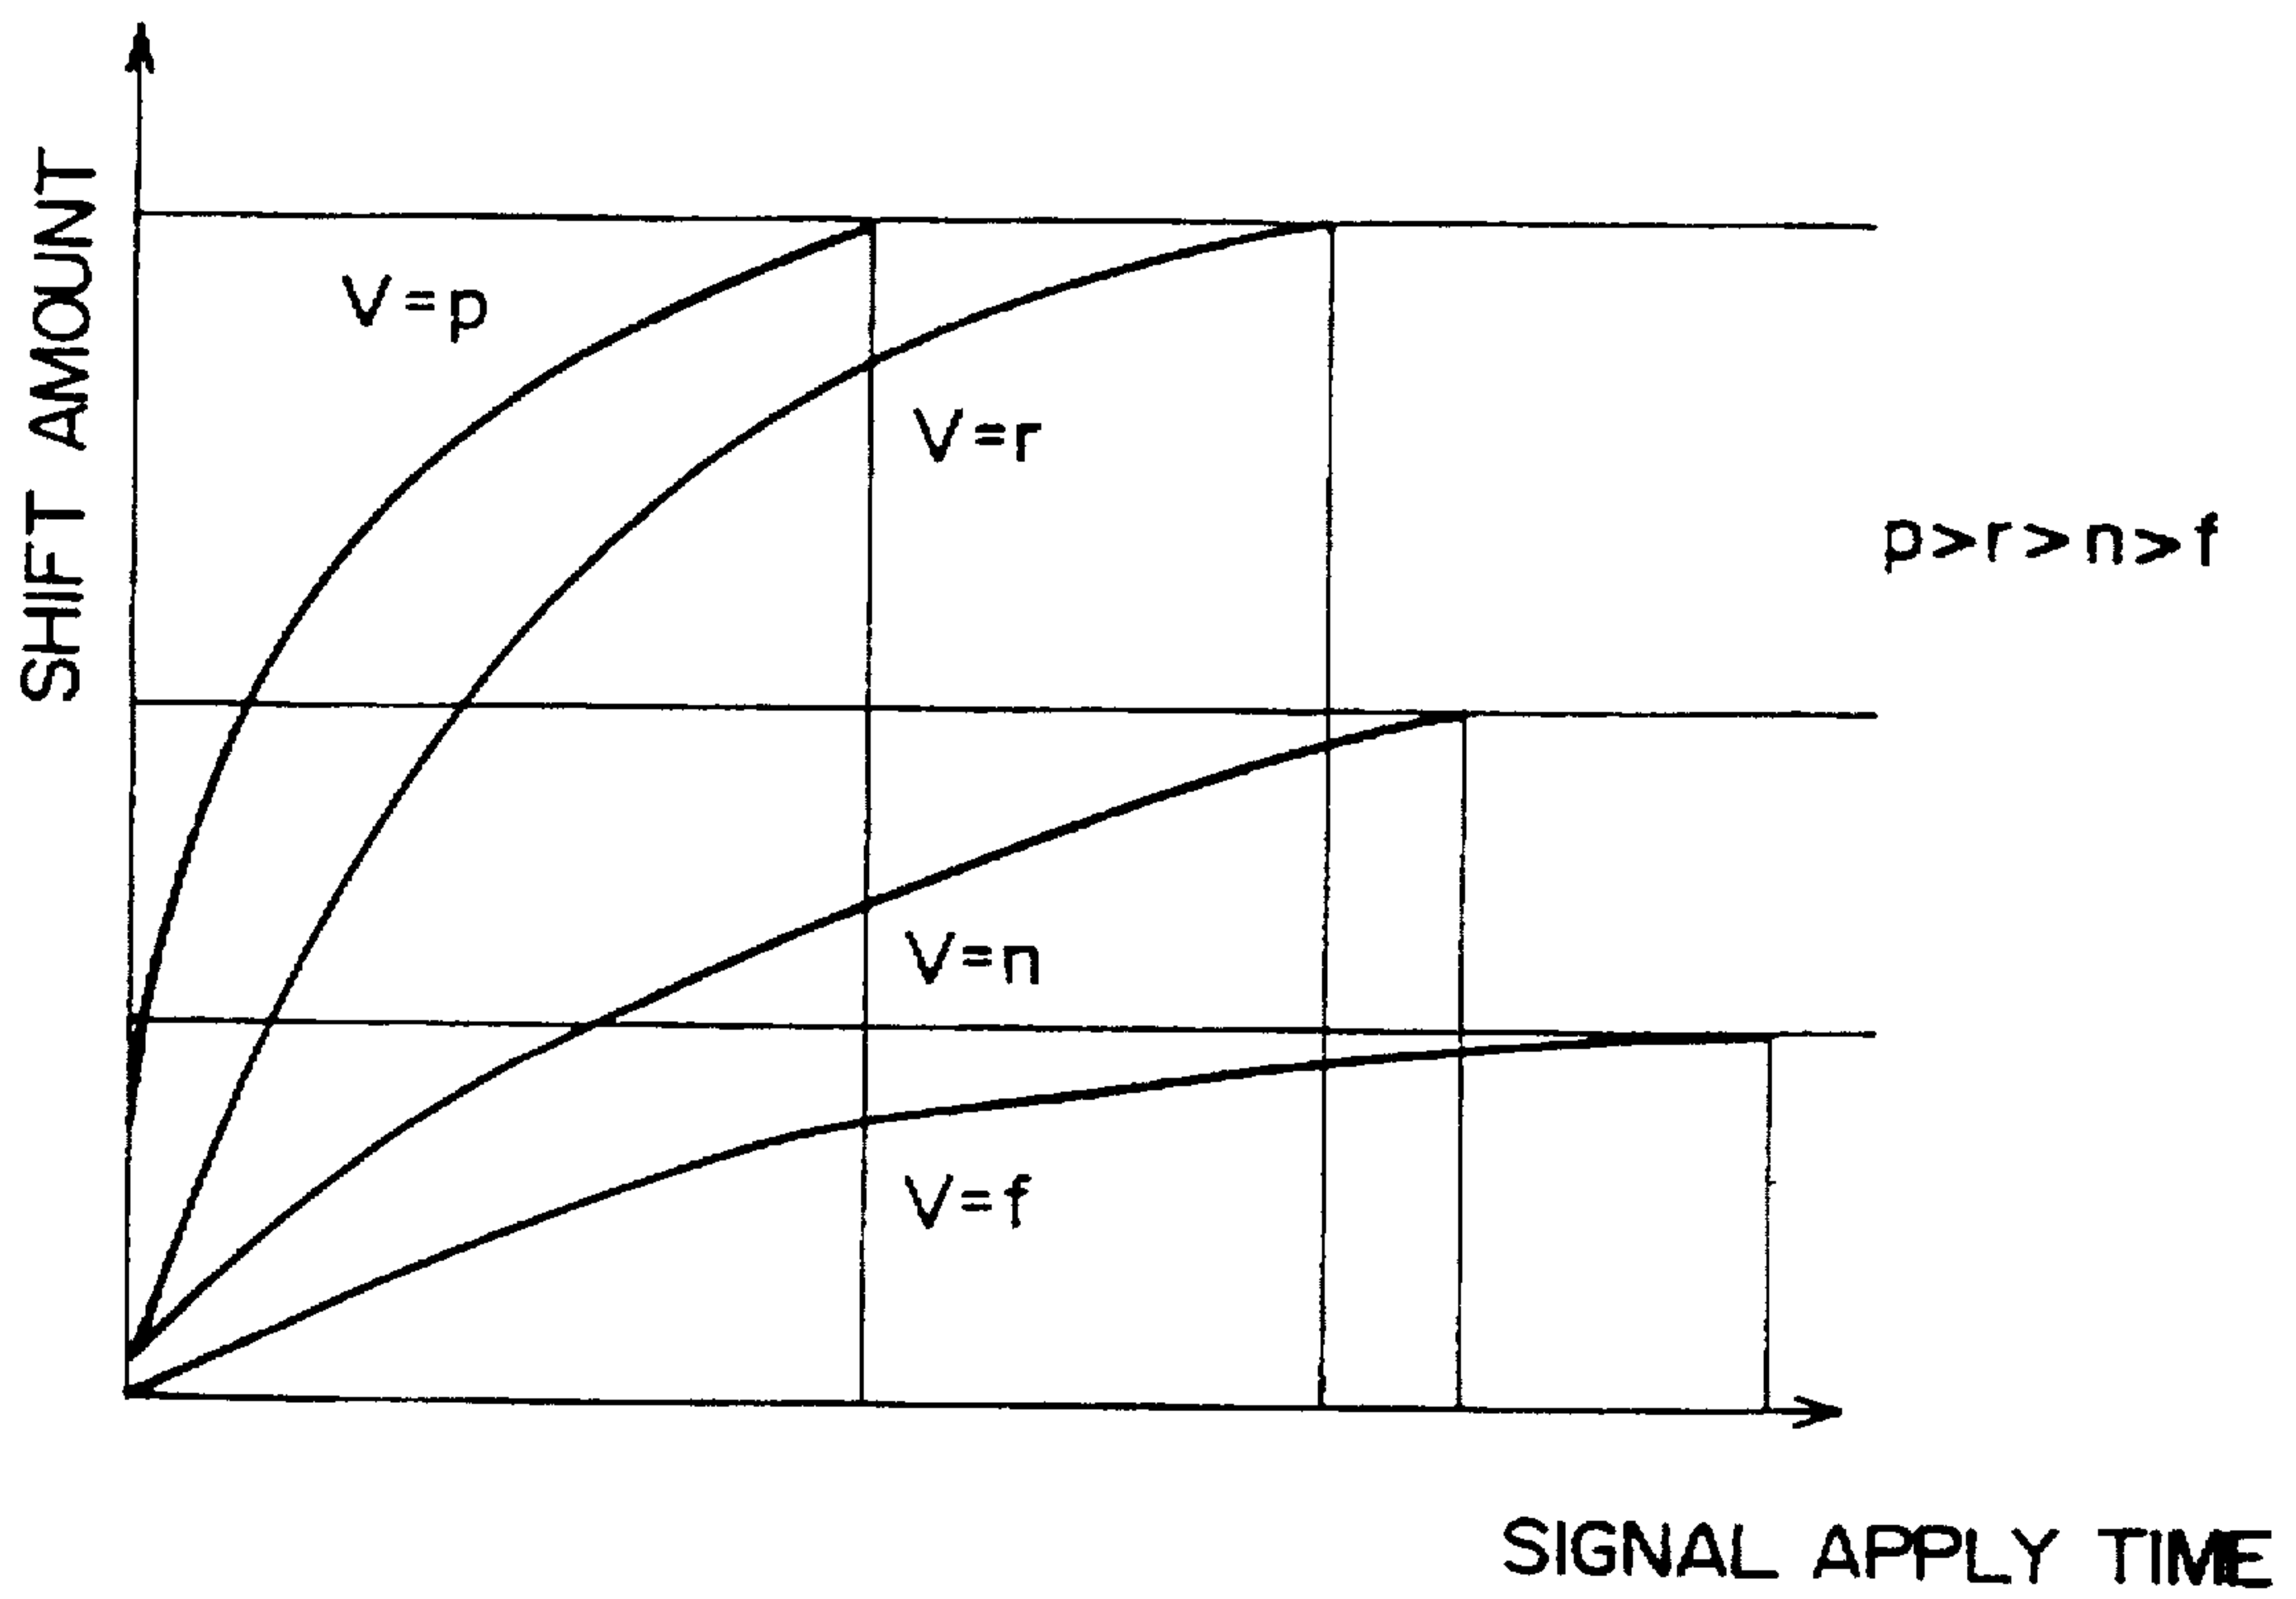 SHIFT AMOUNT
V=p
V=r
p>r>n>f
V=n
V=f
SIGNAL APPLY TIME